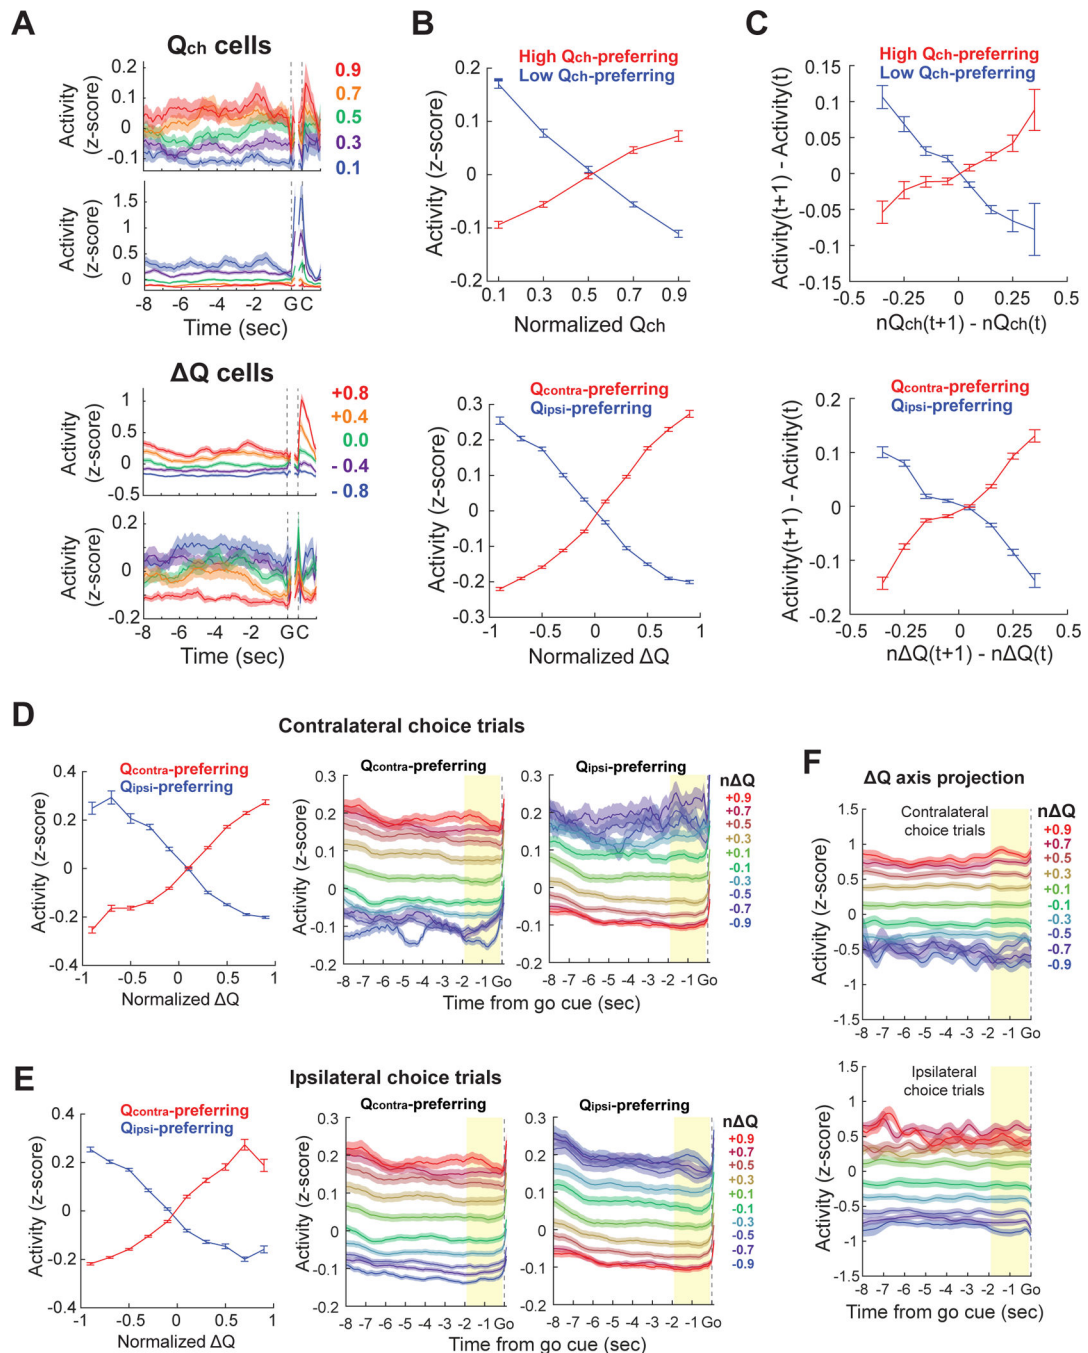 A
Qch cells
Activity
(z-score)
0.2
0.1
0
-0.1
0.9
0.7
0.5
0.3
0.1
Activity
(z-score)
1.5
1
0.5
0
-8
-6
-4
-2
G
C
Time (sec)
ΔQ cells
Activity
(z-score)
1
0.5
0
-0.5
+0.8
+0.4
0.0
- 0.4
- 0.8
Activity
(z-score)
0.2
0
-0.2
-8
-6
-4
-2
G
C
Time (sec)
B
High Qch-preferring
Low Qch-preferring
Activity (z-score)
0.2
0.1
0
-0.1
-0.2
0.1
0.3
0.5
0.7
0.9
Normalized Qch
Qcontra-preferring
Qipsi-preferring
Activity (z-score)
0.3
0.2
0.1
0
-0.1
-0.2
-0.3
-1
-0.5
0
0.5
1
Normalized ΔQ
C
High Qch-preferring
Low Qch-preferring
Activity(t+1) - Activity(t)
0.15
0.1
0.05
0
-0.05
-0.1
-0.15
-0.5
-0.25
0
0.25
0.5
nQch(t+1) - nQch(t)
Qcontra-preferring
Qipsi-preferring
Activity(t+1) - Activity(t)
0.2
0.1
0
-0.1
-0.2
-0.5
-0.25
0
0.25
0.5
nΔQ(t+1) - nΔQ(t)
D
Contralateral choice trials
Qcontra-preferring
Qipsi-preferring
Activity (z-score)
0.4
0.2
0
-0.2
-0.4
-1
-0.5
0
0.5
1
Normalized ΔQ
Qcontra-preferring
Activity (z-score)
0.3
0.2
0.1
0
-0.1
-0.2
-8
-7
-6
-5
-4
-3
-2
-1
Go
Qipsi-preferring
Activity (z-score)
0.3
0.2
0.1
0
-0.1
-0.2
-8
-7
-6
-5
-4
-3
-2
-1
Go
Time from go cue (sec)
nΔQ
+0.9
+0.7
+0.5
+0.3
+0.1
-0.1
-0.3
-0.5
-0.7
-0.9
E
Ipsilateral choice trials
Qcontra-preferring
Qipsi-preferring
Activity (z-score)
0.4
0.2
0
-0.2
-0.4
-1
-0.5
0
0.5
1
Normalized ΔQ
Qcontra-preferring
Activity (z-score)
0.3
0.2
0.1
0
-0.1
-0.2
-8
-7
-6
-5
-4
-3
-2
-1
Go
Qipsi-preferring
Activity (z-score)
0.3
0.2
0.1
0
-0.1
-0.2
-8
-7
-6
-5
-4
-3
-2
-1
Go
Time from go cue (sec)
nΔQ
+0.9
+0.7
+0.5
+0.3
+0.1
-0.1
-0.3
-0.5
-0.7
-0.9
F
ΔQ axis projection
Contralateral
choice trials
Activity (z-score)
1.5
1
0.5
0
-0.5
-1
-1.5
-8
-7
-6
-5
-4
-3
-2
-1
Go
nΔQ
+0.9
+0.7
+0.5
+0.3
+0.1
-0.1
-0.3
-0.5
-0.7
-0.9
Ipsilateral
choice trials
Activity (z-score)
1.5
1
0.5
0
-0.5
-1
-1.5
-8
-7
-6
-5
-4
-3
-2
-1
Go
Time from go cue (sec)